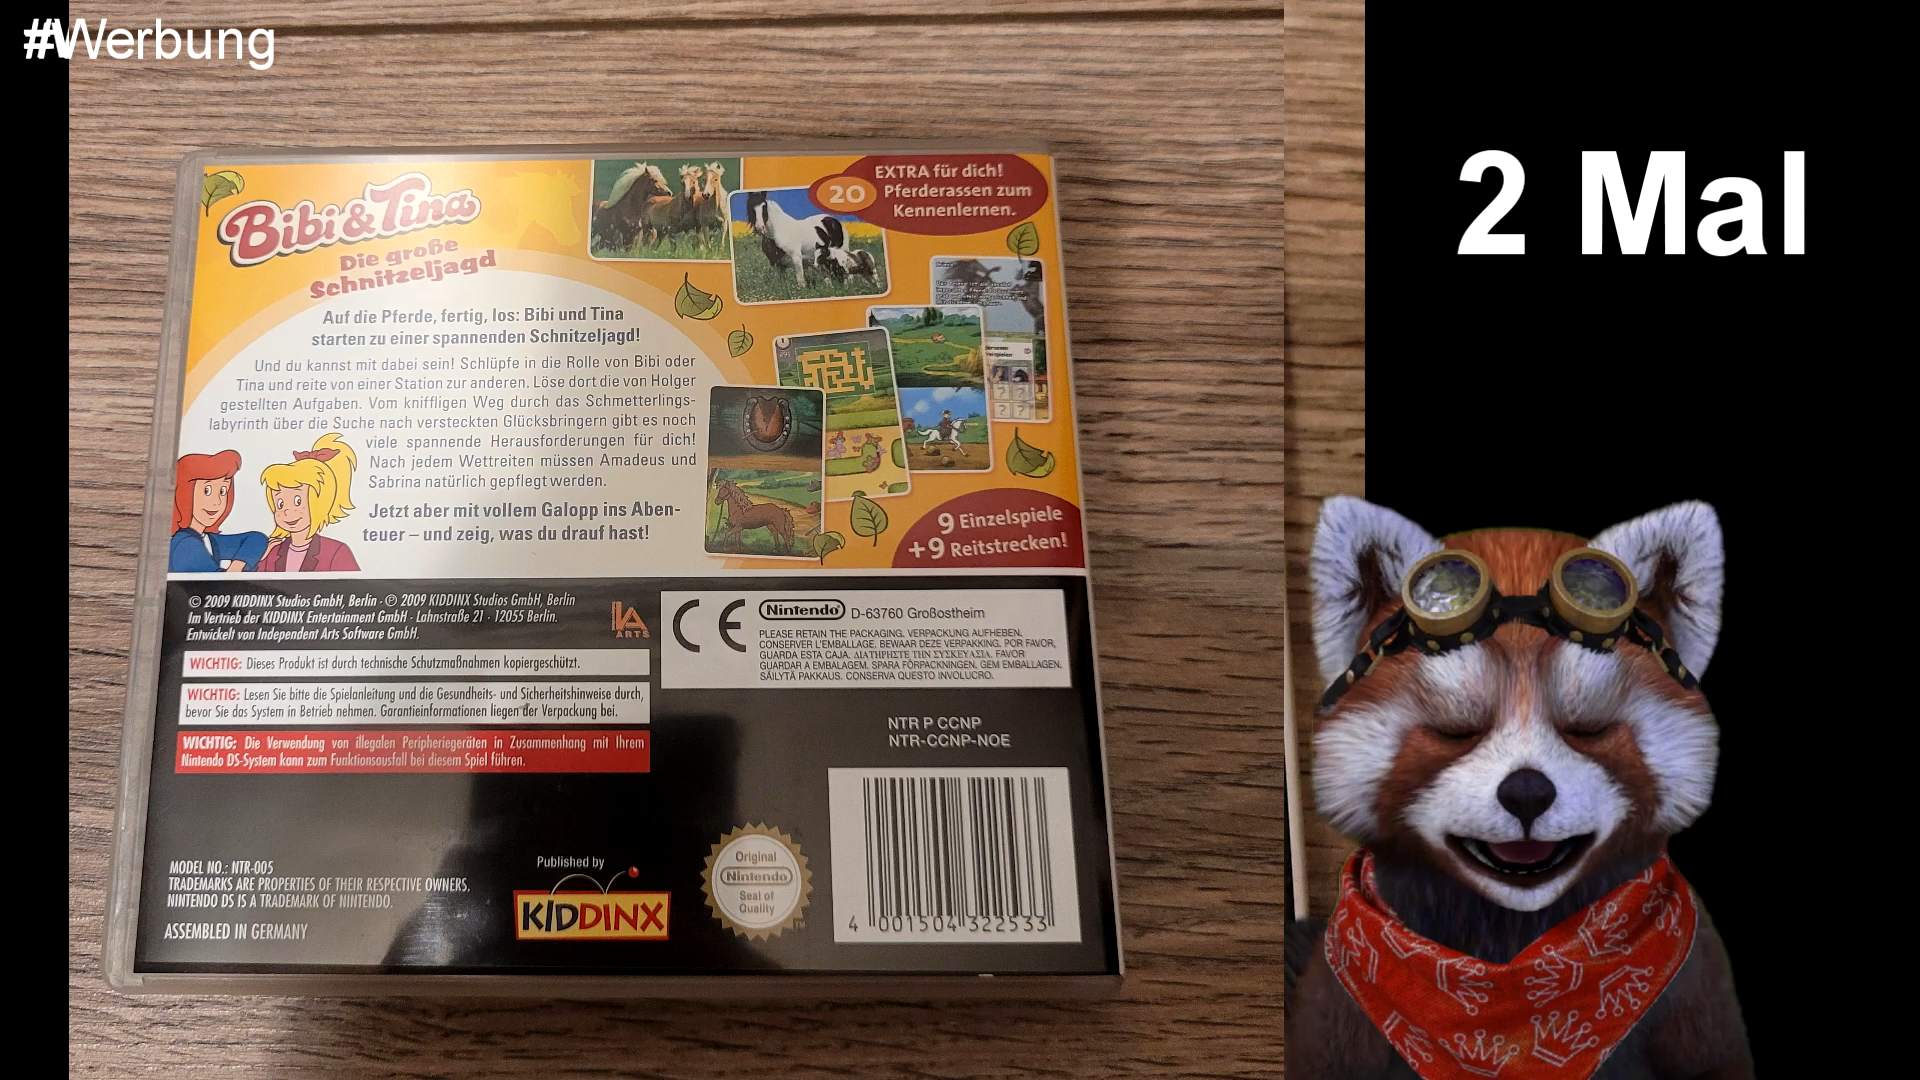 #Werbung
2 Mal
Bibi & Tina
Die große
Schnitzeljagd
EXTRA für dich!
20 Pferderassen zum
Kennenlernen.
Auf die Pferde, fertig, los: Bibi und Tina
starten zu einer spannenden Schnitzeljagd!
Und du kannst mit dabei sein! Schlüpfe in die Rolle von Bibi oder
Tina und reite von einer Station zur anderen. Löse dort die von Holger
gestellten Aufgaben. Vom kniffligen Weg durch das Schmetterlings-
labyrinth über die Suche nach versteckten Glücksbringern gibt es noch
viele spannende Herausforderungen für dich!
Nach jedem Wettreiten müssen Amadeus und
Sabrina natürlich gepflegt werden.
Jetzt aber mit vollem Galopp ins Aben-
teuer – und zeig, was du drauf hast!
9 Einzelspiele
+9 Reitstrecken!
© 2009 KIDDINX Studios GmbH, Berlin · ℗ 2009 KIDDINX Studios GmbH, Berlin
Im Vertrieb der KIDDINX Entertainment GmbH · Lahnstraße 21 · 12055 Berlin.
Entwickelt von Independent Arts Software GmbH.
IA
ARTS
WICHTIG: Dieses Produkt ist durch technische Schutzmaßnahmen kopiergeschützt.
WICHTIG: Lesen Sie bitte die Spielanleitung und die Gesundheits- und Sicherheitshinweise durch,
bevor Sie das System in Betrieb nehmen. Garantieinformationen liegen der Verpackung bei.
WICHTIG: Die Verwendung von illegalen Peripheriegeräten in Zusammenhang mit Ihrem
Nintendo DS-System kann zum Funktionsausfall bei diesem Spiel führen.
CE Nintendo D-63760 Großostheim
PLEASE RETAIN THE PACKAGING. VERPACKUNG AUFHEBEN.
CONSERVER L'EMBALLAGE. BEWAAR DEZE VERPAKKING. POR FAVOR,
GUARDA ESTA CAJA. ΔΙΑΤΗΡΗΣΤΕ ΤΗΝ ΣΥΣΚΕΥΑΣΙΑ. FAVOR
GUARDAR A EMBALAGEM. SPARA FÖRPACKNINGEN. GEM EMBALLAGEN.
SÄILYTÄ PAKKAUS. CONSERVA QUESTO INVOLUCRO.
NTR P CCNP
NTR-CCNP-NOE
MODEL NO.: NTR-005
TRADEMARKS ARE PROPERTIES OF THEIR RESPECTIVE OWNERS.
NINTENDO DS IS A TRADEMARK OF NINTENDO.
ASSEMBLED IN GERMANY
Published by
KIDDINX
Original
Nintendo
Seal of
Quality
4 001504 322533